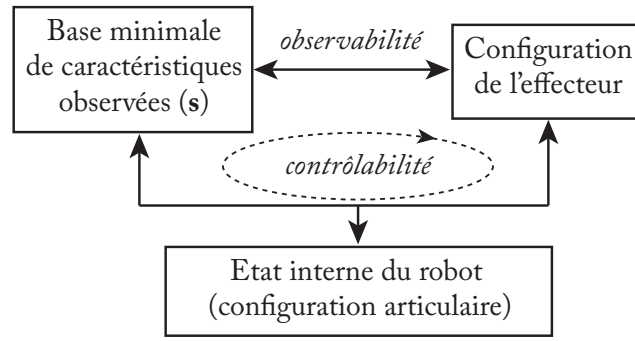 Base minimale
de caractéristiques
observées (s)
observabilité
Configuration
de l'effecteur
contrôlabilité
Etat interne du robot
(configuration articulaire)